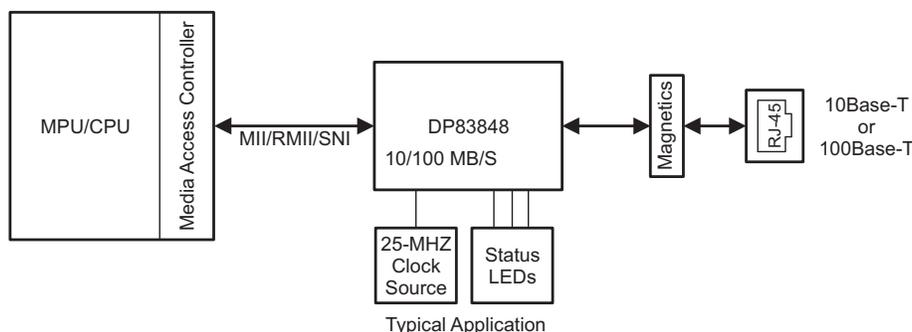 MPU/CPU
Media Access Controller
MII/RMII/SNI
DP83848
10/100 MB/S
Magnetics
RJ-45
10Base-T
or
100Base-T
25-MHZ
Clock
Source
Status
LEDs
Typical Application